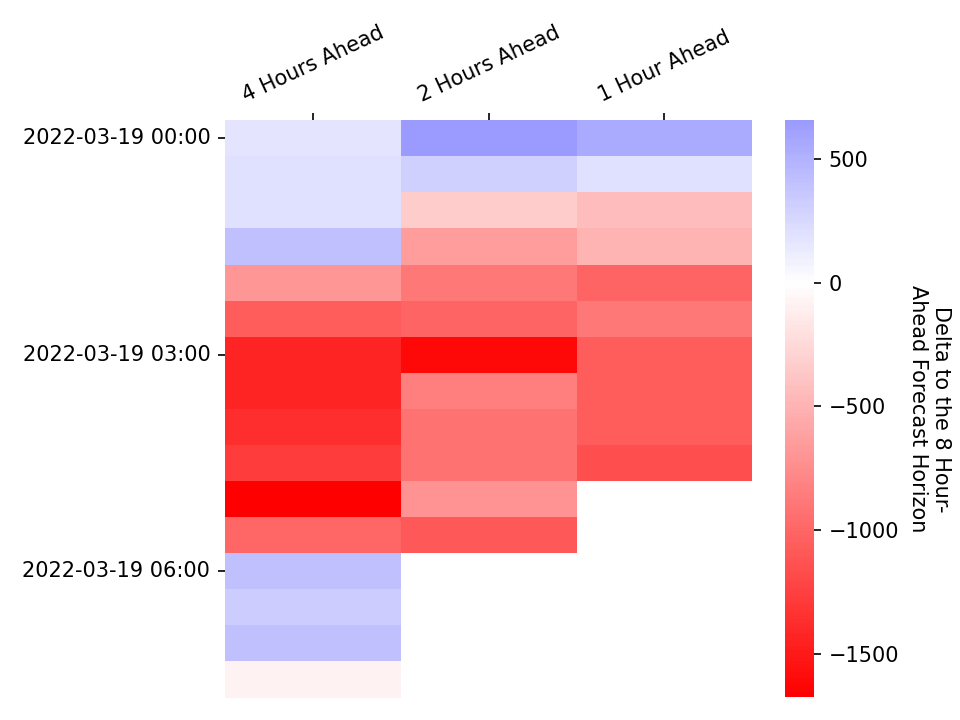 4 Hours Ahead
2 Hours Ahead
1 Hour Ahead
2022-03-19 00:00
2022-03-19 03:00
2022-03-19 06:00
500
0
−500
−1000
−1500
Delta to the 8 Hour-
Ahead Forecast Horizon